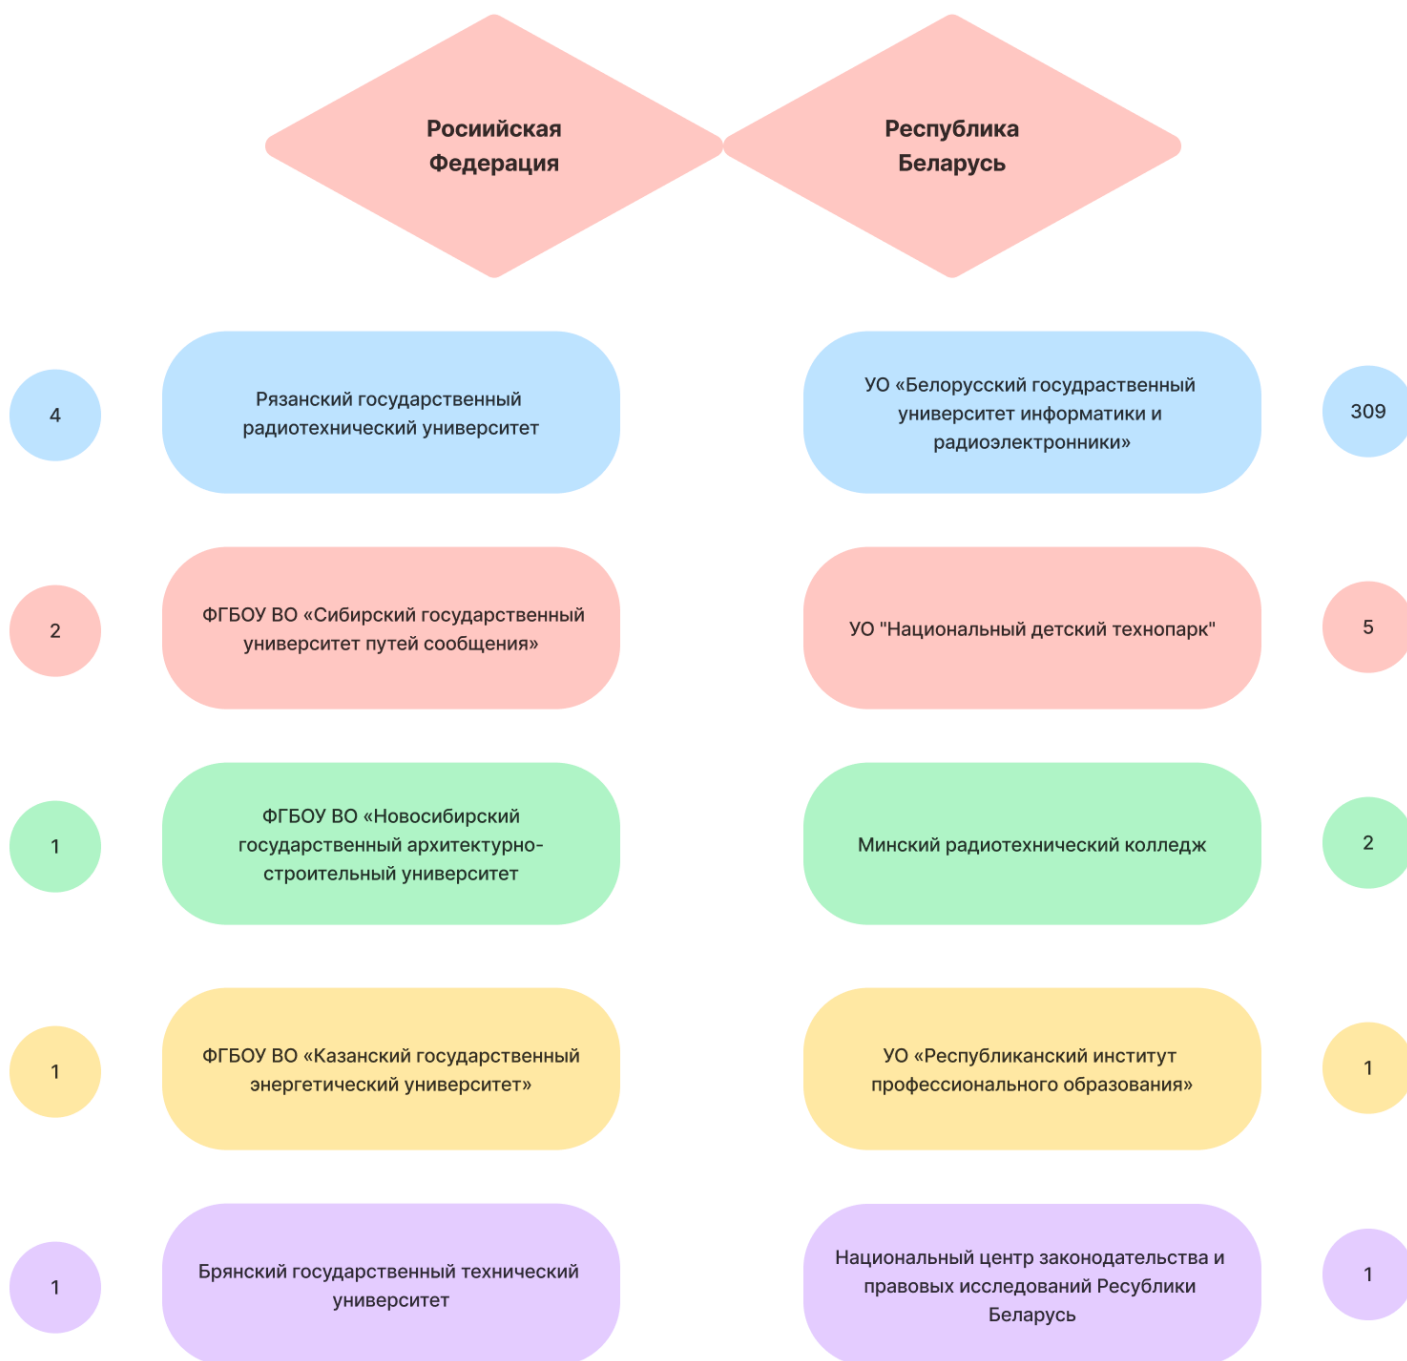 Росиийская
Федерация
Республика
Беларусь
4
Рязанский государственный
радиотехнический университет
УО «Белорусский госудраственный
университет информатики и
радиоэлектронники»
309
2
ФГБОУ ВО «Сибирский государственный
университет путей сообщения»
УО "Национальный детский технопарк"
5
1
ФГБОУ ВО «Новосибирский
государственный архитектурно-
строительный университет
Минский радиотехнический колледж
2
1
ФГБОУ ВО «Казанский государственный
энергетический университет»
УО «Республиканский институт
профессионального образования»
1
1
Брянский государственный технический
университет
Национальный центр законодательства и
правовых исследований Ресублики
Беларусь
1